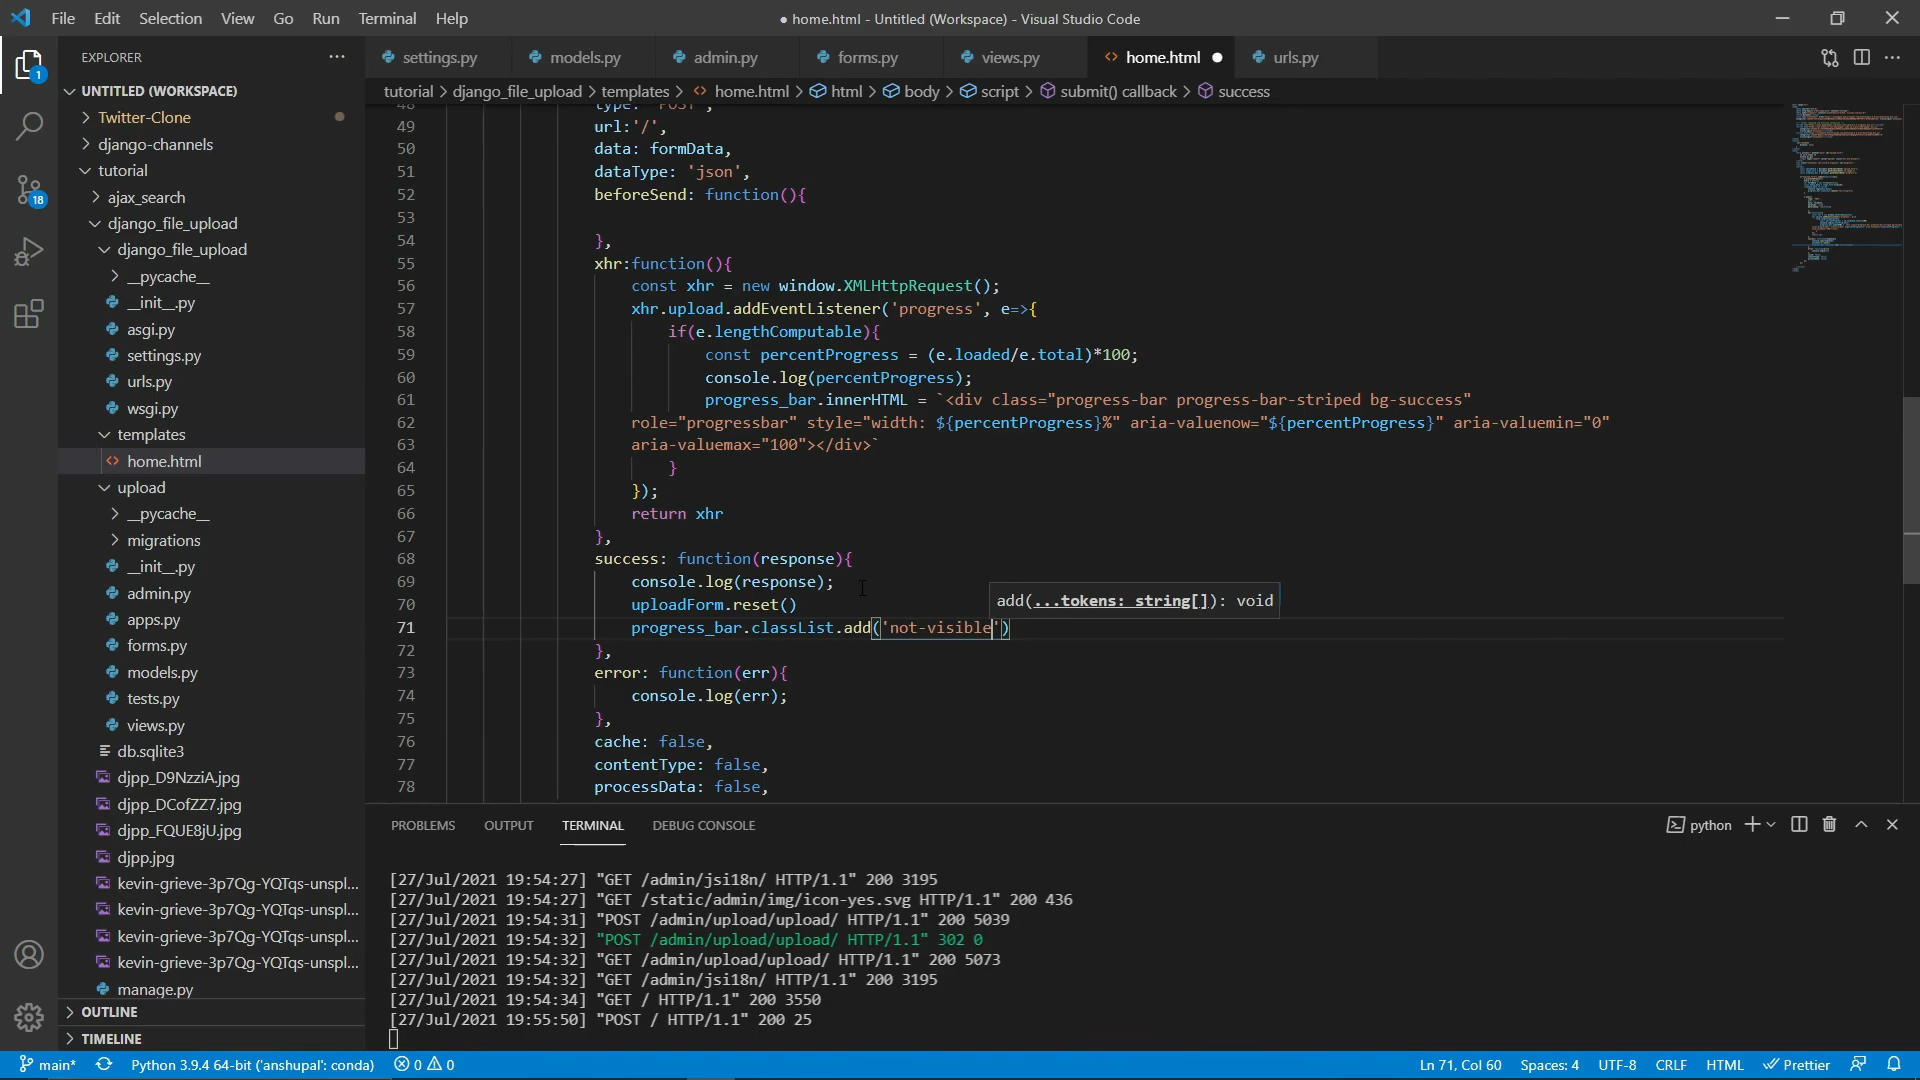 File Edit Selection View Go Run Terminal Help
● home.html - Untitled (Workspace) - Visual Studio Code
EXPLORER
settings.py models.py admin.py forms.py views.py home.html urls.py
1
UNTITLED (WORKSPACE)
tutorial > django_file_upload > templates > home.html > html > body > script > submit() callback > success
Twitter-Clone
django-channels
tutorial
18
ajax_search
django_file_upload
django_file_upload
__pycache__
__init__.py
asgi.py
settings.py
urls.py
wsgi.py
templates
home.html
upload
__pycache__
migrations
__init__.py
admin.py
apps.py
forms.py
models.py
tests.py
views.py
db.sqlite3
djpp_D9NzziA.jpg
djpp_DCofZZ7.jpg
djpp_FQUE8jU.jpg
djpp.jpg
kevin-grieve-3p7Qg-YQTqs-unspl...
kevin-grieve-3p7Qg-YQTqs-unspl...
kevin-grieve-3p7Qg-YQTqs-unspl...
kevin-grieve-3p7Qg-YQTqs-unspl...
manage.py
OUTLINE
TIMELINE
48 type: 'POST',
49 url:'/',
50 data: formData,
51 dataType: 'json',
52 beforeSend: function(){
53
54 },
55 xhr:function(){
56 const xhr = new window.XMLHttpRequest();
57 xhr.upload.addEventListener('progress', e=>{
58 if(e.lengthComputable){
59 const percentProgress = (e.loaded/e.total)*100;
60 console.log(percentProgress);
61 progress_bar.innerHTML = `<div class="progress-bar progress-bar-striped bg-success"
62 role="progressbar" style="width: ${percentProgress}%" aria-valuenow="${percentProgress}" aria-valuemin="0"
63 aria-valuemax="100"></div>`
64 }
65 });
66 return xhr
67 },
68 success: function(response){
69 console.log(response);
70 uploadForm.reset()
add(...tokens: string[]): void
71 progress_bar.classList.add('not-visible')
72 },
73 error: function(err){
74 console.log(err);
75 },
76 cache: false,
77 contentType: false,
78 processData: false,
PROBLEMS OUTPUT TERMINAL DEBUG CONSOLE
python
[27/Jul/2021 19:54:27] "GET /admin/jsi18n/ HTTP/1.1" 200 3195
[27/Jul/2021 19:54:27] "GET /static/admin/img/icon-yes.svg HTTP/1.1" 200 436
[27/Jul/2021 19:54:31] "POST /admin/upload/upload/ HTTP/1.1" 200 5039
[27/Jul/2021 19:54:32] "POST /admin/upload/upload/ HTTP/1.1" 302 0
[27/Jul/2021 19:54:32] "GET /admin/upload/upload/ HTTP/1.1" 200 5073
[27/Jul/2021 19:54:32] "GET /admin/jsi18n/ HTTP/1.1" 200 3195
[27/Jul/2021 19:54:34] "GET / HTTP/1.1" 200 3550
[27/Jul/2021 19:55:50] "POST / HTTP/1.1" 200 25
main* Python 3.9.4 64-bit ('anshupal': conda) 0 0
Ln 71, Col 60 Spaces: 4 UTF-8 CRLF HTML Prettier